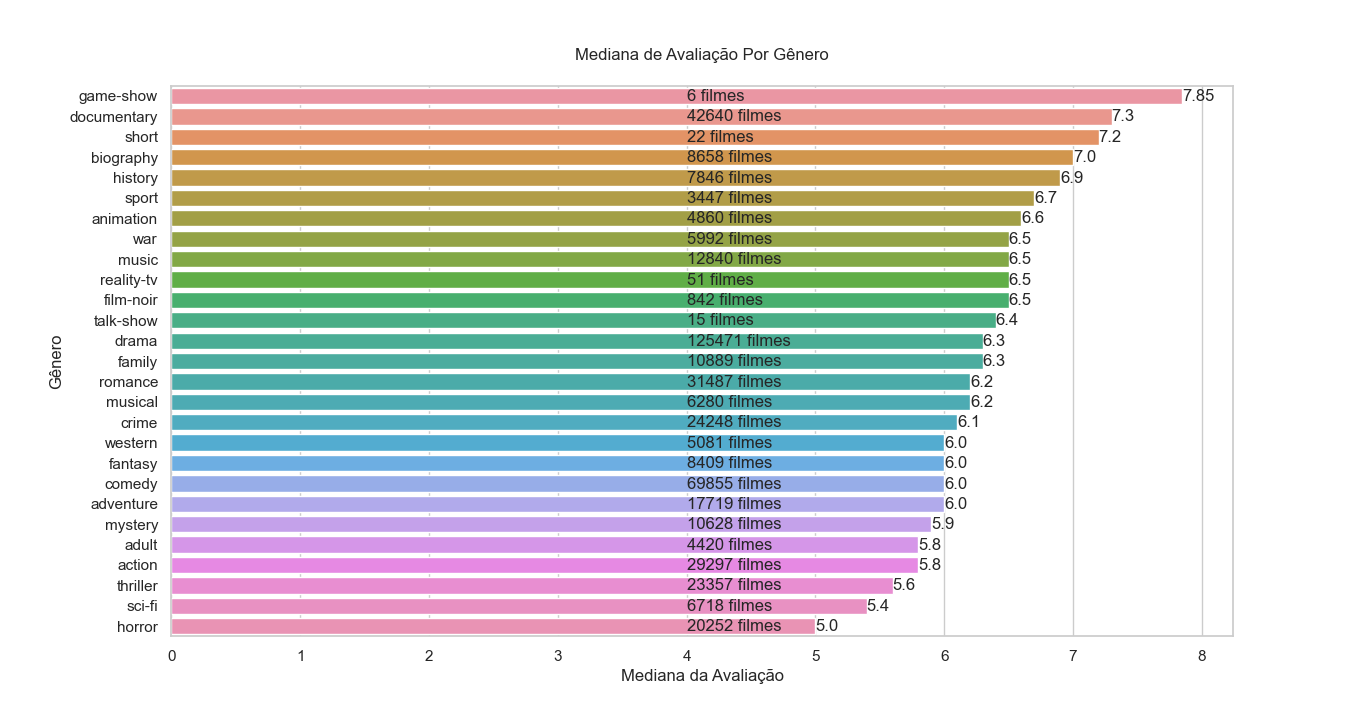 Mediana de Avaliação Por Gênero
Gênero
game-show 6 filmes 7.85
documentary 42640 filmes 7.3
short 22 filmes 7.2
biography 8658 filmes 7.0
history 7846 filmes 6.9
sport 3447 filmes 6.7
animation 4860 filmes 6.6
war 5992 filmes 6.5
music 12840 filmes 6.5
reality-tv 51 filmes 6.5
film-noir 842 filmes 6.5
talk-show 15 filmes 6.4
drama 125471 filmes 6.3
family 10889 filmes 6.3
romance 31487 filmes 6.2
musical 6280 filmes 6.2
crime 24248 filmes 6.1
western 5081 filmes 6.0
fantasy 8409 filmes 6.0
comedy 69855 filmes 6.0
adventure 17719 filmes 6.0
mystery 10628 filmes 5.9
adult 4420 filmes 5.8
action 29297 filmes 5.8
thriller 23357 filmes 5.6
sci-fi 6718 filmes 5.4
horror 20252 filmes 5.0
0 1 2 3 4 5 6 7 8
Mediana da Avaliação